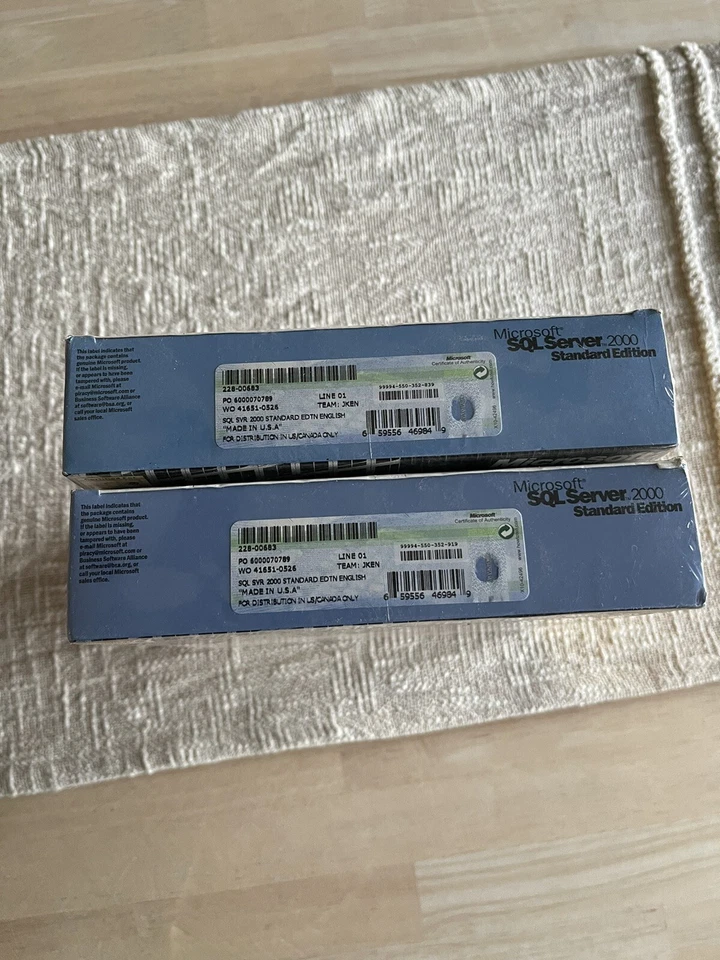 Microsoft®
SQL Server™ 2000
Standard Edition
This label indicates that
the package contains
genuine Microsoft product.
If the label is missing,
or appears to have been
tampered with, please
e-mail Microsoft at
piracy@microsoft.com or
Business Software Alliance
at software@bsa.org, or
call your local Microsoft
sales office.
Microsoft
Certificate of Authenticity
228-00683
99994-550-352-839
PO 6000070789 LINE 01
WO 41651-0526 TEAM: JKEN
SQL SVR 2000 STANDARD EDTN ENGLISH
"MADE IN U.S.A"
FOR DISTRIBUTION IN US/CANADA ONLY
6 59556 46984 9
Microsoft®
SQL Server™ 2000
Standard Edition
This label indicates that
the package contains
genuine Microsoft product.
If the label is missing,
or appears to have been
tampered with, please
e-mail Microsoft at
piracy@microsoft.com or
Business Software Alliance
at software@bsa.org, or
call your local Microsoft
sales office.
Microsoft
Certificate of Authenticity
228-00683
99994-550-352-919
PO 6000070789 LINE 01
WO 41651-0526 TEAM: JKEN
SQL SVR 2000 STANDARD EDTN ENGLISH
"MADE IN U.S.A"
FOR DISTRIBUTION IN US/CANADA ONLY
6 59556 46984 9